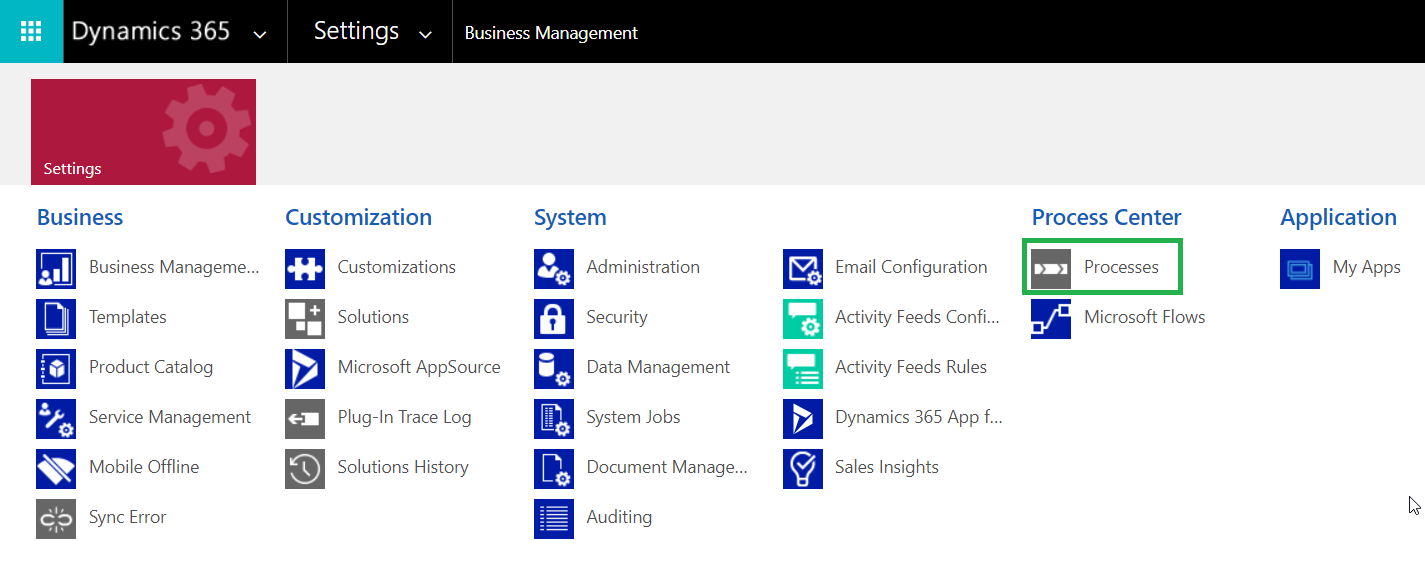 Dynamics 365 Settings Business Management
Settings
Business
Business Manageme...
Templates
Product Catalog
Service Management
Mobile Offline
Sync Error
Customization
Customizations
Solutions
Microsoft AppSource
Plug-In Trace Log
Solutions History
System
Administration
Security
Data Management
System Jobs
Document Manage...
Auditing
Email Configuration
Activity Feeds Confi...
Activity Feeds Rules
Dynamics 365 App f...
Sales Insights
Process Center
Processes
Microsoft Flows
Application
My Apps